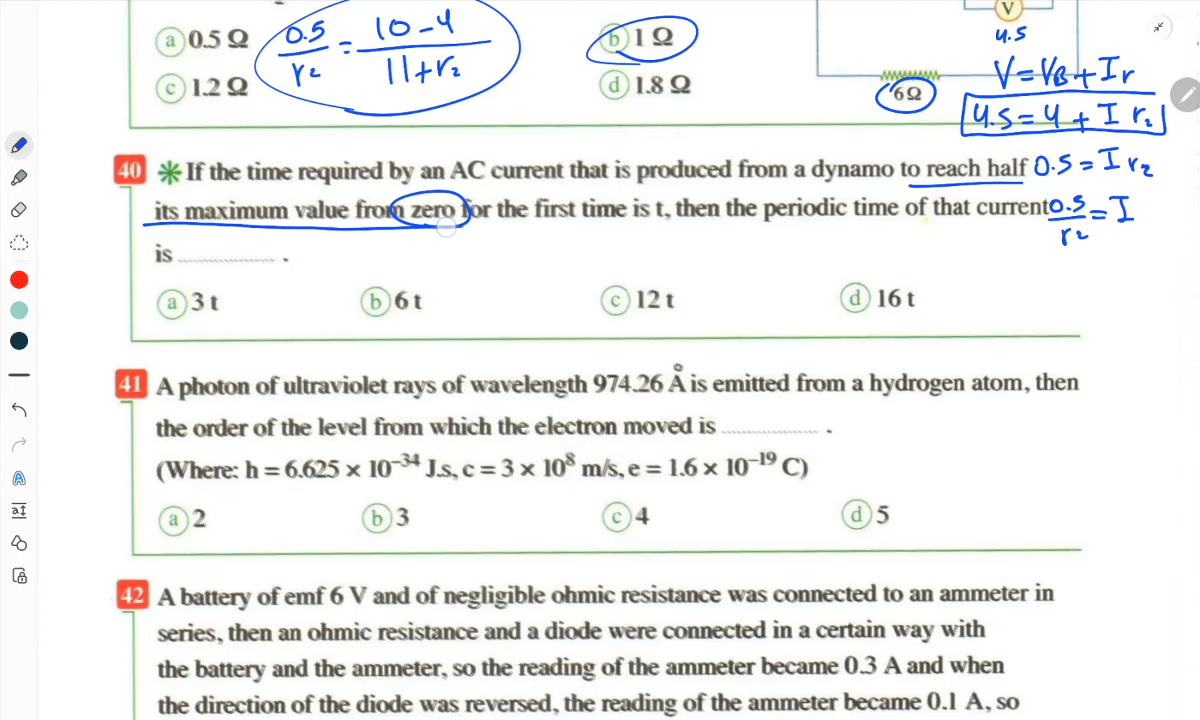 a 0.5 Ω
b 1 Ω
c 1.2 Ω
d 1.8 Ω
0.5 / r2 = 10-4 / 11+r2
V
4.5
6Ω
V=VB+Ir
4.5=4+I r2
0.5=I r2
0.5 / r2 = I
40 * If the time required by an AC current that is produced from a dynamo to reach half
its maximum value from zero for the first time is t, then the periodic time of that current
is .................. .
a 3 t
b 6 t
c 12 t
d 16 t
41 A photon of ultraviolet rays of wavelength 974.26 Å is emitted from a hydrogen atom, then
the order of the level from which the electron moved is .................. .
(Where: h = 6.625 × 10⁻³⁴ J.s, c = 3 × 10⁸ m/s, e = 1.6 × 10⁻¹⁹ C)
a 2
b 3
c 4
d 5
42 A battery of emf 6 V and of negligible ohmic resistance was connected to an ammeter in
series, then an ohmic resistance and a diode were connected in a certain way with
the battery and the ammeter, so the reading of the ammeter became 0.3 A and when
the direction of the diode was reversed, the reading of the ammeter became 0.1 A, so